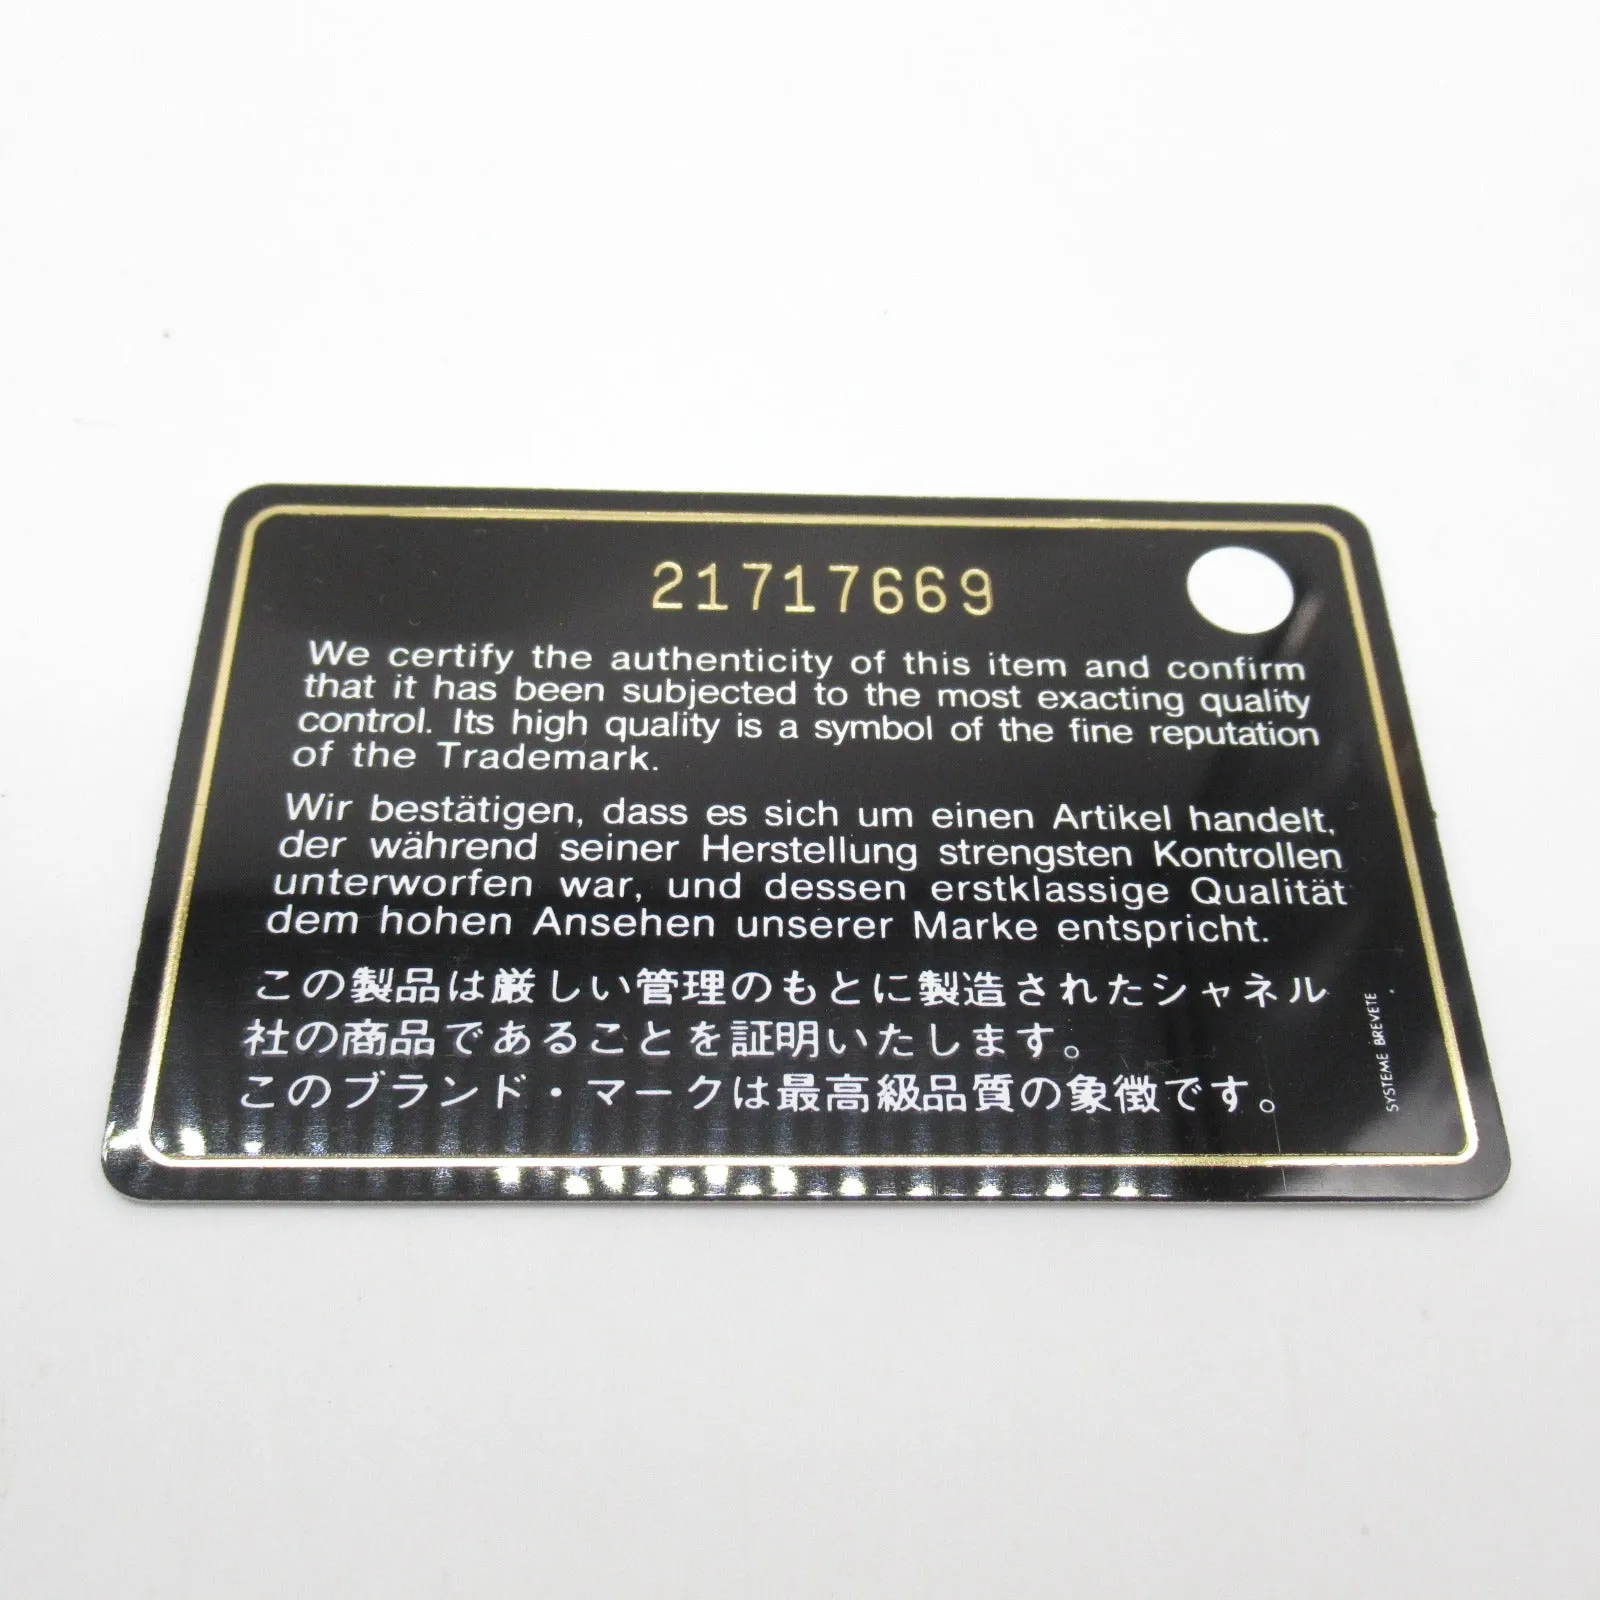 21717669
We certify the authenticity of this item and confirm
that it has been subjected to the most exacting quality
control. Its high quality is a symbol of the fine reputation
of the Trademark.
Wir bestätigen, dass es sich um einen Artikel handelt,
der während seiner Herstellung strengsten Kontrollen
unterworfen war, und dessen erstklassige Qualität
dem hohen Ansehen unserer Marke entspricht.
この製品は厳しい管理のもとに製造されたシャネル
社の商品であることを証明いたします。
このブランド・マークは最高級品質の象徴です。
SYSTEME BREVETE